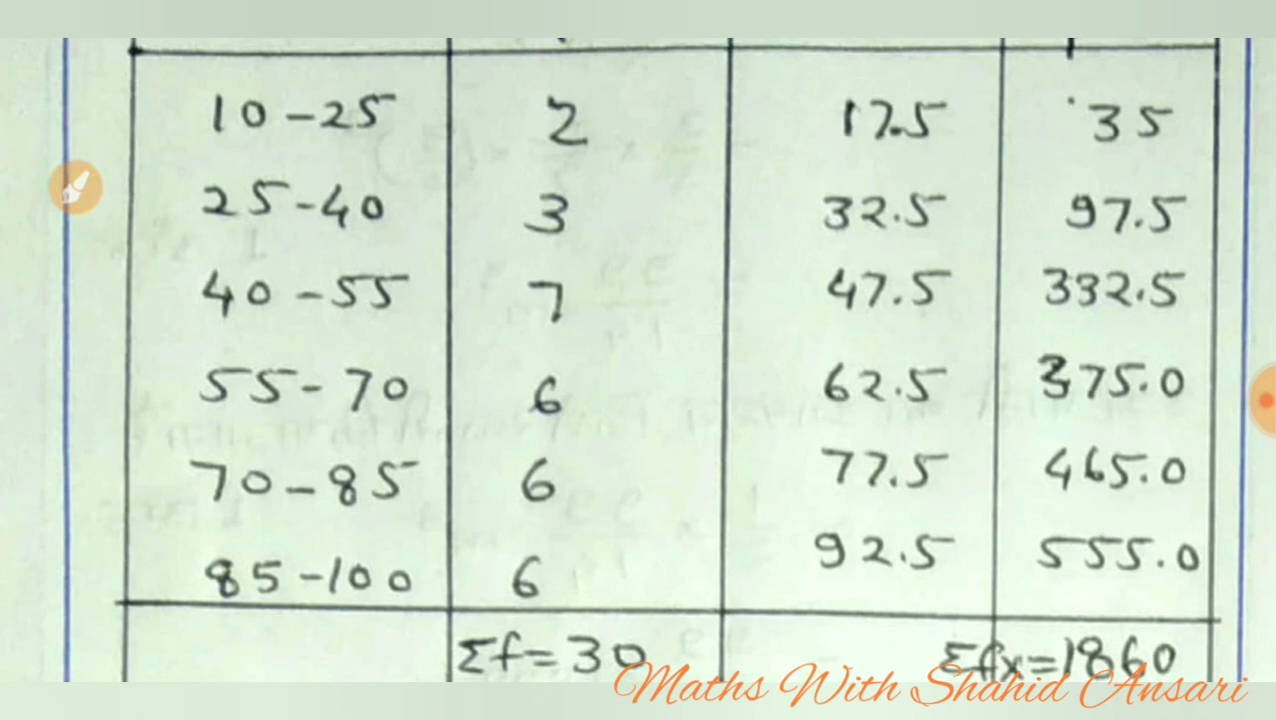 10-25 2 17.5 35
25-40 3 32.5 97.5
40-55 7 47.5 332.5
55-70 6 62.5 375.0
70-85 6 77.5 465.0
85-100 6 92.5 555.0
Σf=30 Σfx=1860
Maths With Shahid Ansari